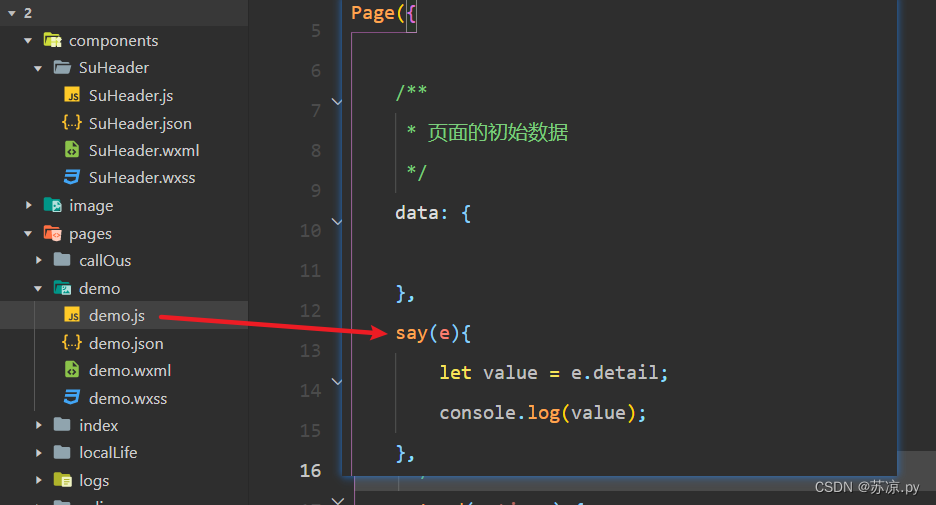 2
components
SuHeader
SuHeader.js
SuHeader.json
SuHeader.wxml
SuHeader.wxss
image
pages
callOus
demo
demo.js
demo.json
demo.wxml
demo.wxss
index
localLife
logs
5
6
7
8
9
10
11
12
13
14
15
16
Page({
/**
* 页面的初始数据
*/
data: {
},
say(e){
let value = e.detail;
console.log(value);
},
CSDN @苏凉.py